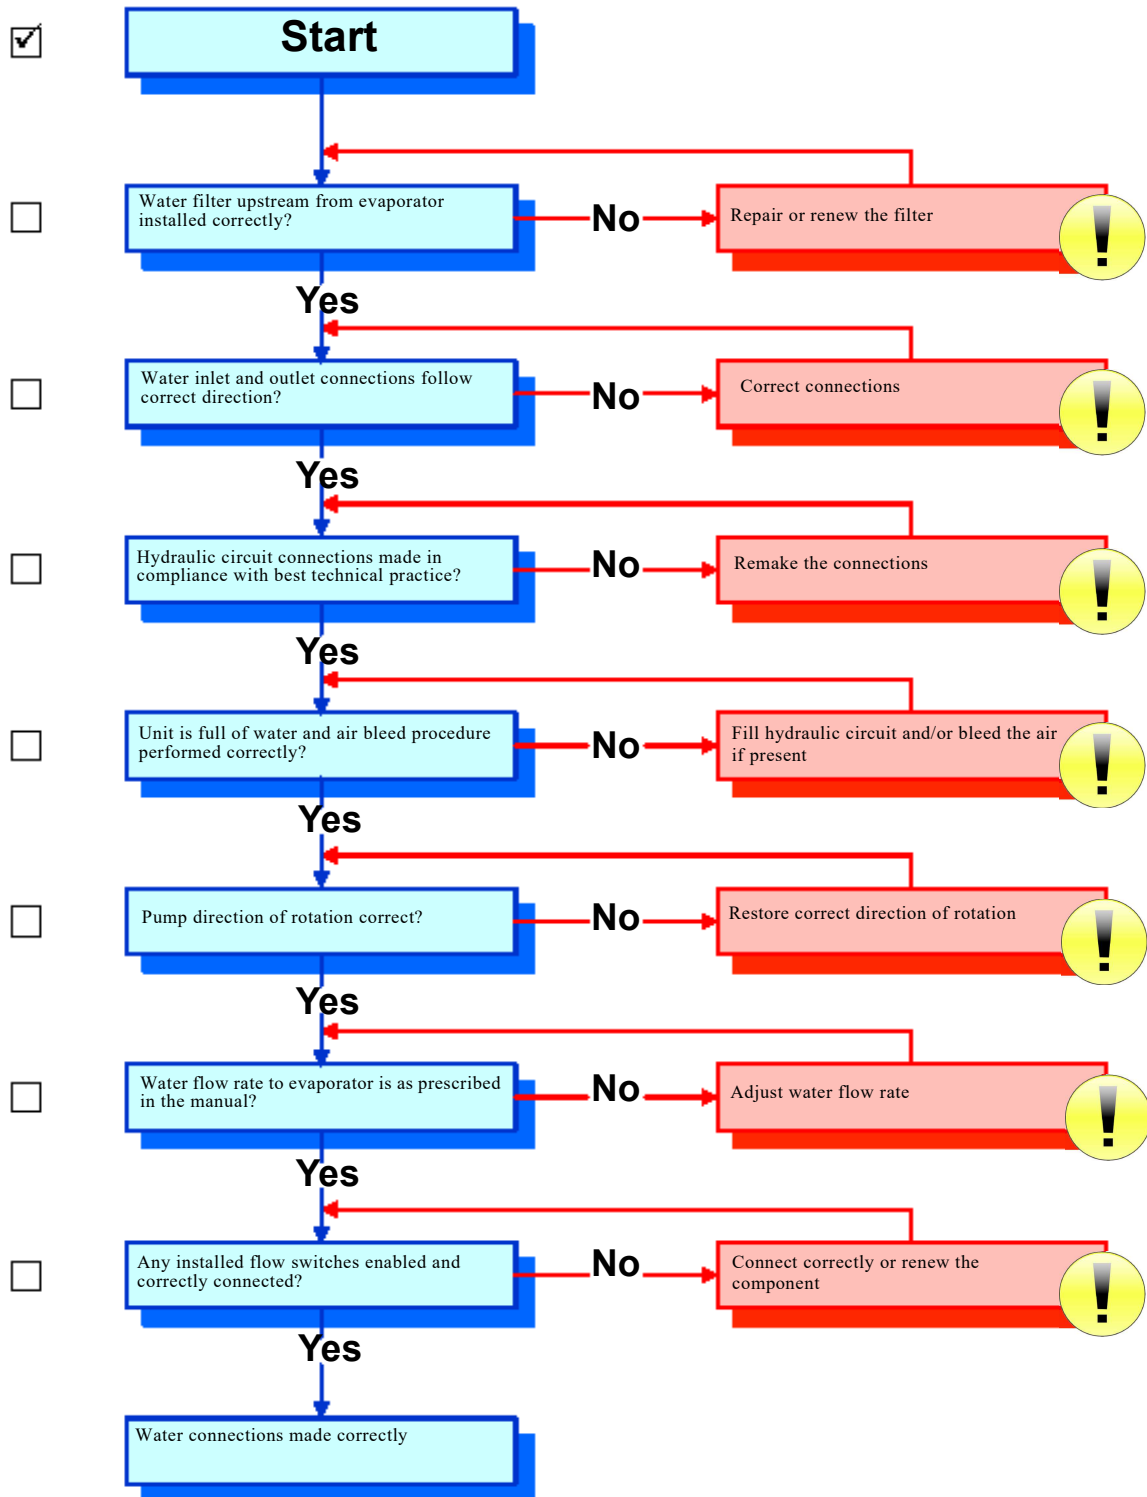 Start
Water filter upstream from evaporator
installed correctly?
No
Repair or renew the filter
Yes
Water inlet and outlet connections follow
correct direction?
No
Correct connections
Yes
Hydraulic circuit connections made in
compliance with best technical practice?
No
Remake the connections
Yes
Unit is full of water and air bleed procedure
performed correctly?
No
Fill hydraulic circuit and/or bleed the air
if present
Yes
Pump direction of rotation correct?
No
Restore correct direction of rotation
Yes
Water flow rate to evaporator is as prescribed
in the manual?
No
Adjust water flow rate
Yes
Any installed flow switches enabled and
correctly connected?
No
Connect correctly or renew the
component
Yes
Water connections made correctly